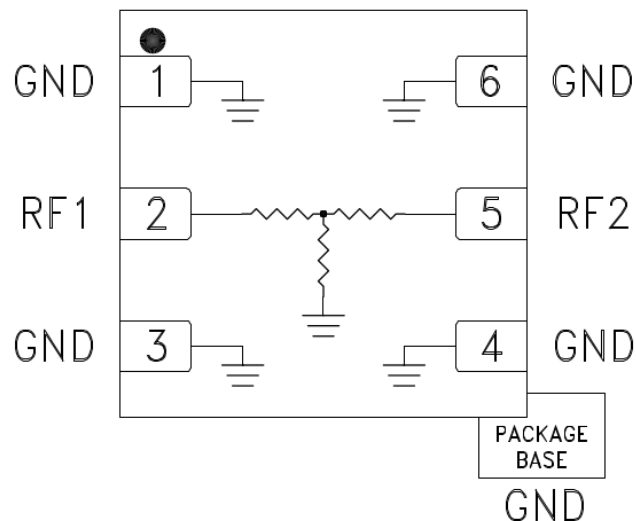 GND 1 6 GND
RF1 2 5 RF2
GND 3 4 GND
PACKAGE
BASE
GND